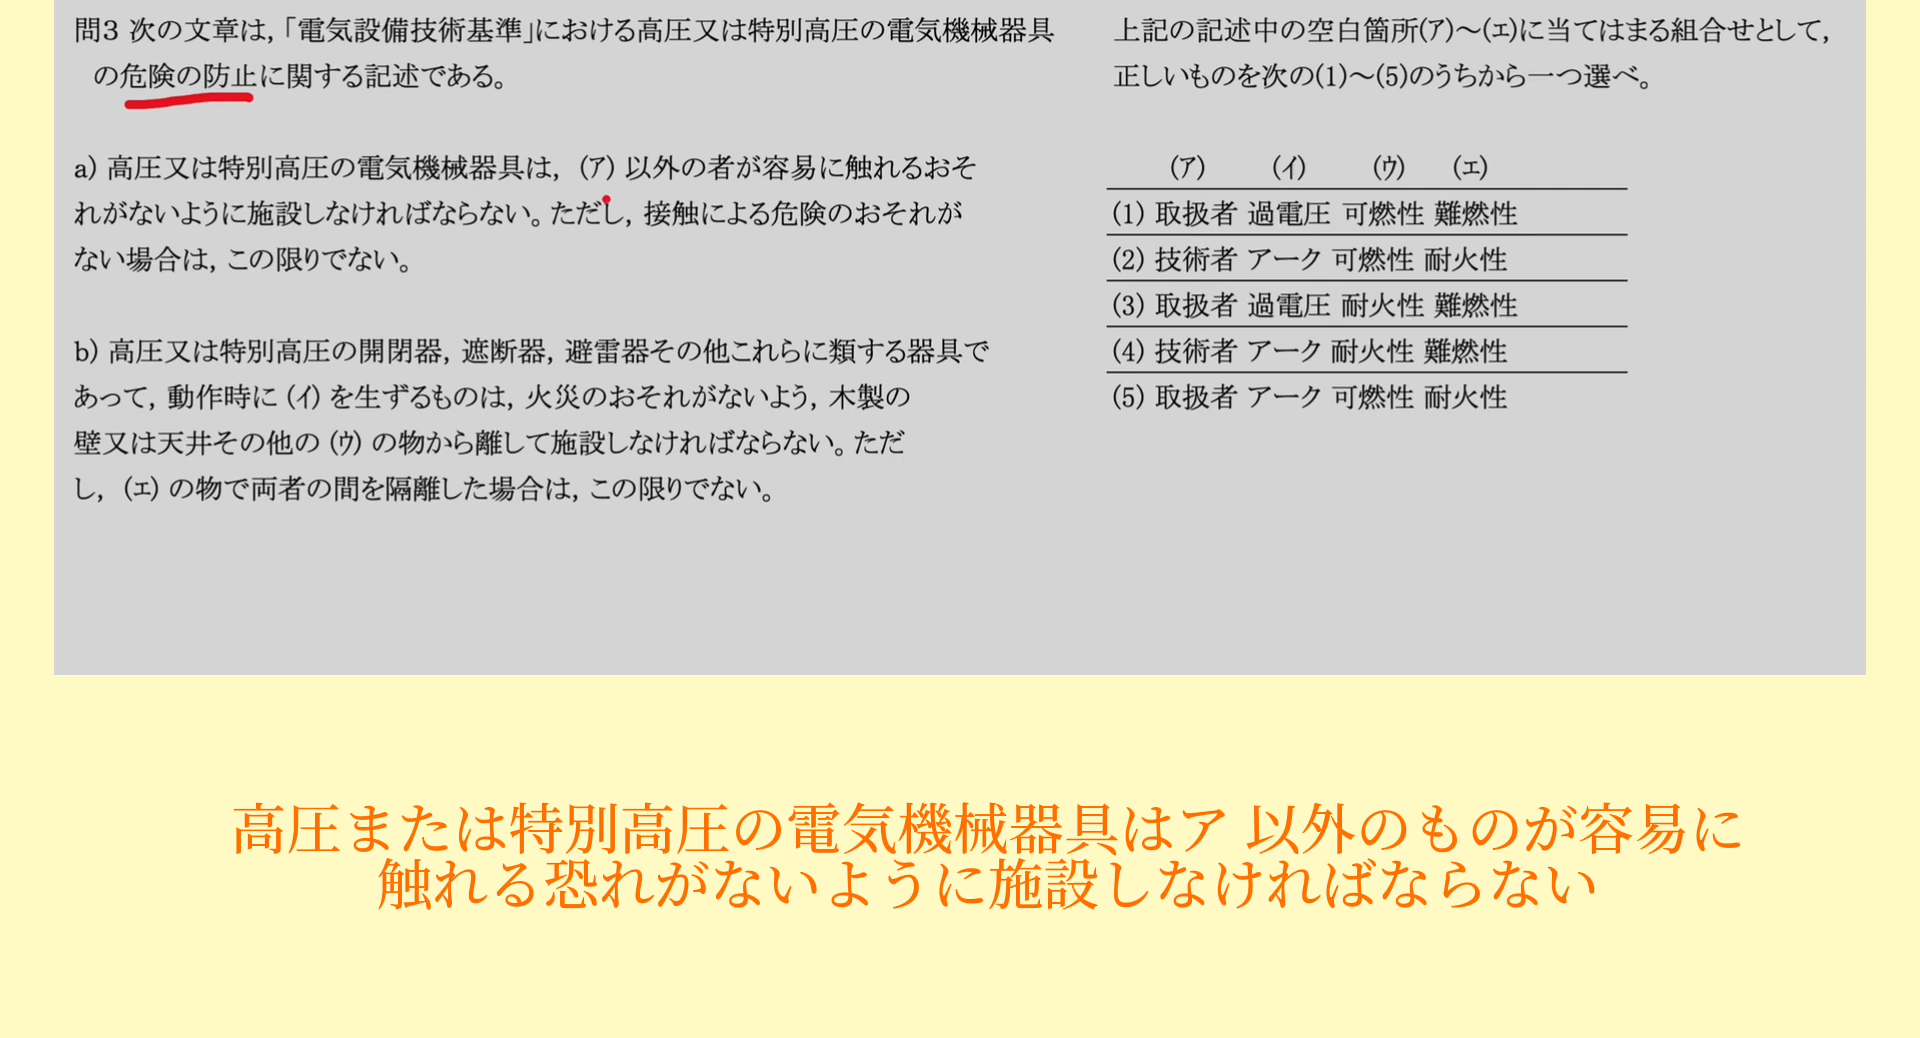 問3 次の文章は,「電気設備技術基準」における高圧又は特別高圧の電気機械器具
の危険の防止に関する記述である。
a) 高圧又は特別高圧の電気機械器具は, (ア) 以外の者が容易に触れるおそ
れがないように施設しなければならない。ただし, 接触による危険のおそれが
ない場合は, この限りでない。
b) 高圧又は特別高圧の開閉器, 遮断器, 避雷器その他これらに類する器具で
あって, 動作時に (イ) を生ずるものは, 火災のおそれがないよう, 木製の
壁又は天井その他の (ウ) の物から離して施設しなければならない。ただ
し, (エ) の物で両者の間を隔離した場合は, この限りでない。
上記の記述中の空白箇所(ア)〜(エ)に当てはまる組合せとして,
正しいものを次の(1)〜(5)のうちから一つ選べ。
(ア) (イ) (ウ) (エ)
(1) 取扱者 過電圧 可燃性 難燃性
(2) 技術者 アーク 可燃性 耐火性
(3) 取扱者 過電圧 耐火性 難燃性
(4) 技術者 アーク 耐火性 難燃性
(5) 取扱者 アーク 可燃性 耐火性
高圧または特別高圧の電気機械器具はア 以外のものが容易に
触れる恐れがないように施設しなければならない